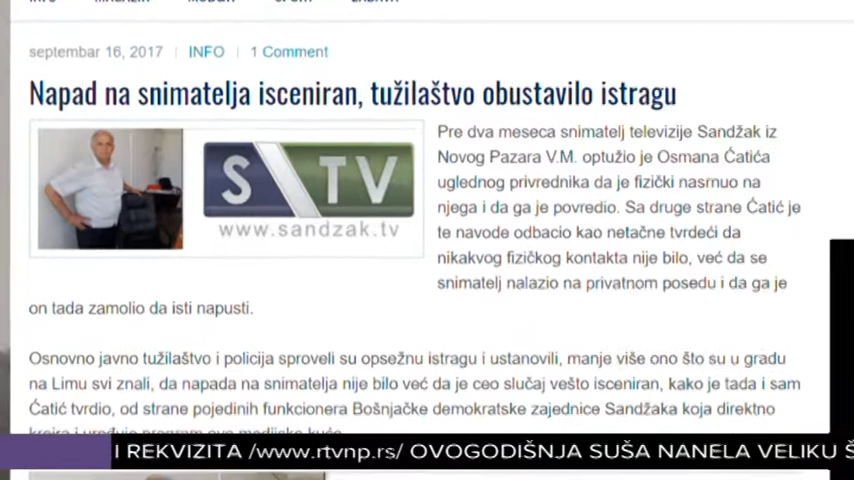 septembar 16, 2017 | INFO | 1 Comment
Napad na snimatelja isceniran, tužilaštvo obustavilo istragu
STV
www.sandzak.tv
Pre dva meseca snimatelj televizije Sandžak iz
Novog Pazara V.M. optužio je Osmana Ćatića
uglednog privrednika da je fizički nasrnuo na
njega i da ga je povredio. Sa druge strane Ćatić je
te navode odbacio kao netačne tvrdeći da
nikakvog fizičkog kontakta nije bilo, već da se
snimatelj nalazio na privatnom posedu i da ga je
on tada zamolio da isti napusti.
Osnovno javno tužilaštvo i policija sproveli su opsežnu istragu i ustanovili, manje više ono što su u gradu
na Limu svi znali, da napada na snimatelja nije bilo već da je ceo slučaj vešto isceniran, kako je tada i sam
Ćatić tvrdio, od strane pojedinih funkcionera Bošnjačke demokratske zajednice Sandžaka koja direktno
I REKVIZITA /www.rtvnp.rs/ OVOGODIŠNJA SUŠA NANELA VELIKU Š